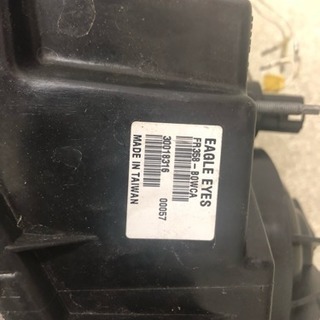 EAGLE EYES
FR358-B0WCA
30018316 00057
MADE IN TAIWAN